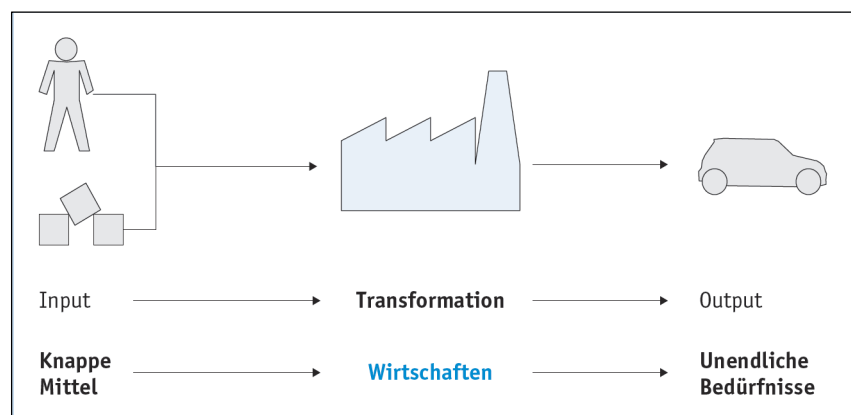 Input
Transformation
Output
Knappe
Mittel
Wirtschaften
Unendliche
Bedürfnisse